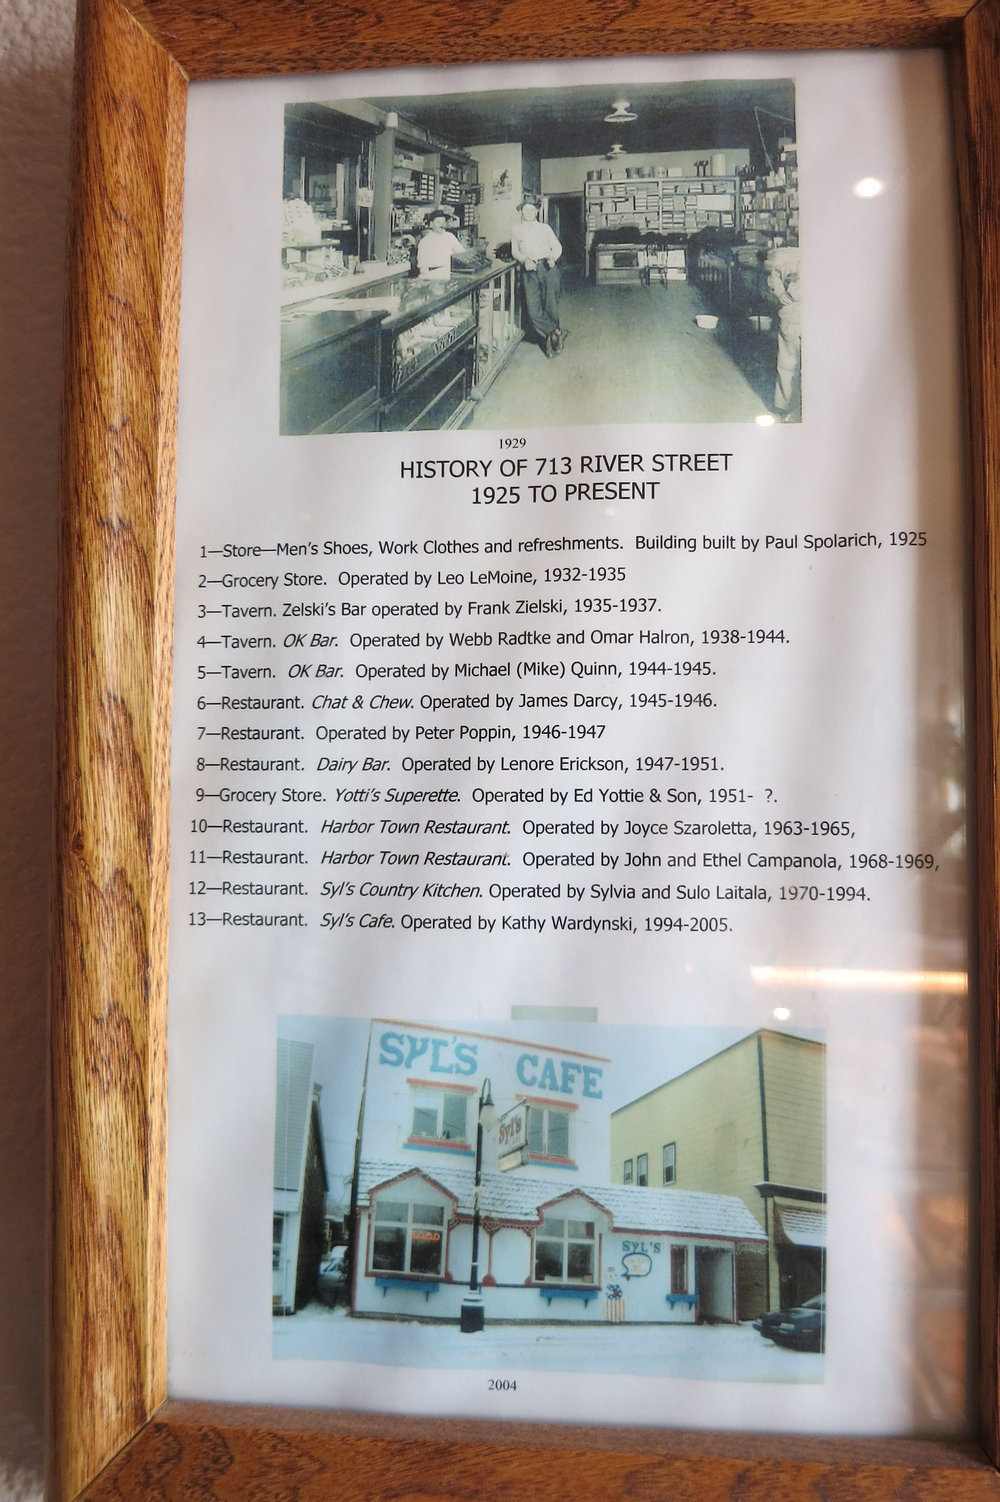 1929
HISTORY OF 713 RIVER STREET
1925 TO PRESENT
1—Store—Men's Shoes, Work Clothes and refreshments. Building built by Paul Spolarich, 1925
2—Grocery Store. Operated by Leo LeMoine, 1932-1935
3—Tavern. Zelski's Bar operated by Frank Zielski, 1935-1937.
4—Tavern. OK Bar. Operated by Webb Radtke and Omar Halron, 1938-1944.
5—Tavern. OK Bar. Operated by Michael (Mike) Quinn, 1944-1945.
6—Restaurant. Chat & Chew. Operated by James Darcy, 1945-1946.
7—Restaurant. Operated by Peter Poppin, 1946-1947
8—Restaurant. Dairy Bar. Operated by Lenore Erickson, 1947-1951.
9—Grocery Store. Yotti's Superette. Operated by Ed Yottie & Son, 1951- ?.
10—Restaurant. Harbor Town Restaurant. Operated by Joyce Szaroletta, 1963-1965,
11—Restaurant. Harbor Town Restaurant. Operated by John and Ethel Campanola, 1968-1969,
12—Restaurant. Syl's Country Kitchen. Operated by Sylvia and Sulo Laitala, 1970-1994.
13—Restaurant. Syl's Cafe. Operated by Kathy Wardynski, 1994-2005.
SYL'S CAFE
Syl's
SYL'S
2004